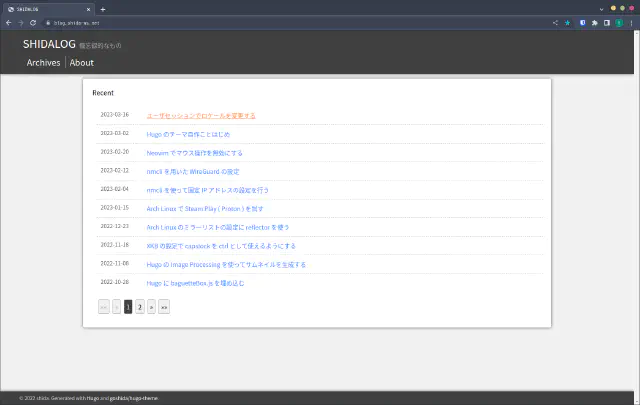 SHIDALOG
blog.shida-ns.net
SHIDALOG 備忘録的なもの
Archives About
Recent
2023-03-16 ユーザセッションでロケールを変更する
2023-03-02 Hugo のテーマ自作ことはじめ
2023-02-20 Neovim でマウス操作を無効にする
2023-02-12 nmcli を用いた WireGuard の設定
2023-02-04 nmcli を使って固定 IP アドレスの設定を行う
2023-01-15 Arch Linux で Steam Play ( Proton ) を試す
2022-12-23 Arch Linux のミラーリストの設定に reflector を使う
2022-11-16 XKB の設定で capslock を ctrl として使えるようにする
2022-11-08 Hugo の Image Processing を使ってサムネイルを生成する
2022-10-28 Hugo に baguetteBox.js を埋め込む
«« « 1 2 » »»
© 2022 shida. Generated with Hugo and goshida/hugo-theme